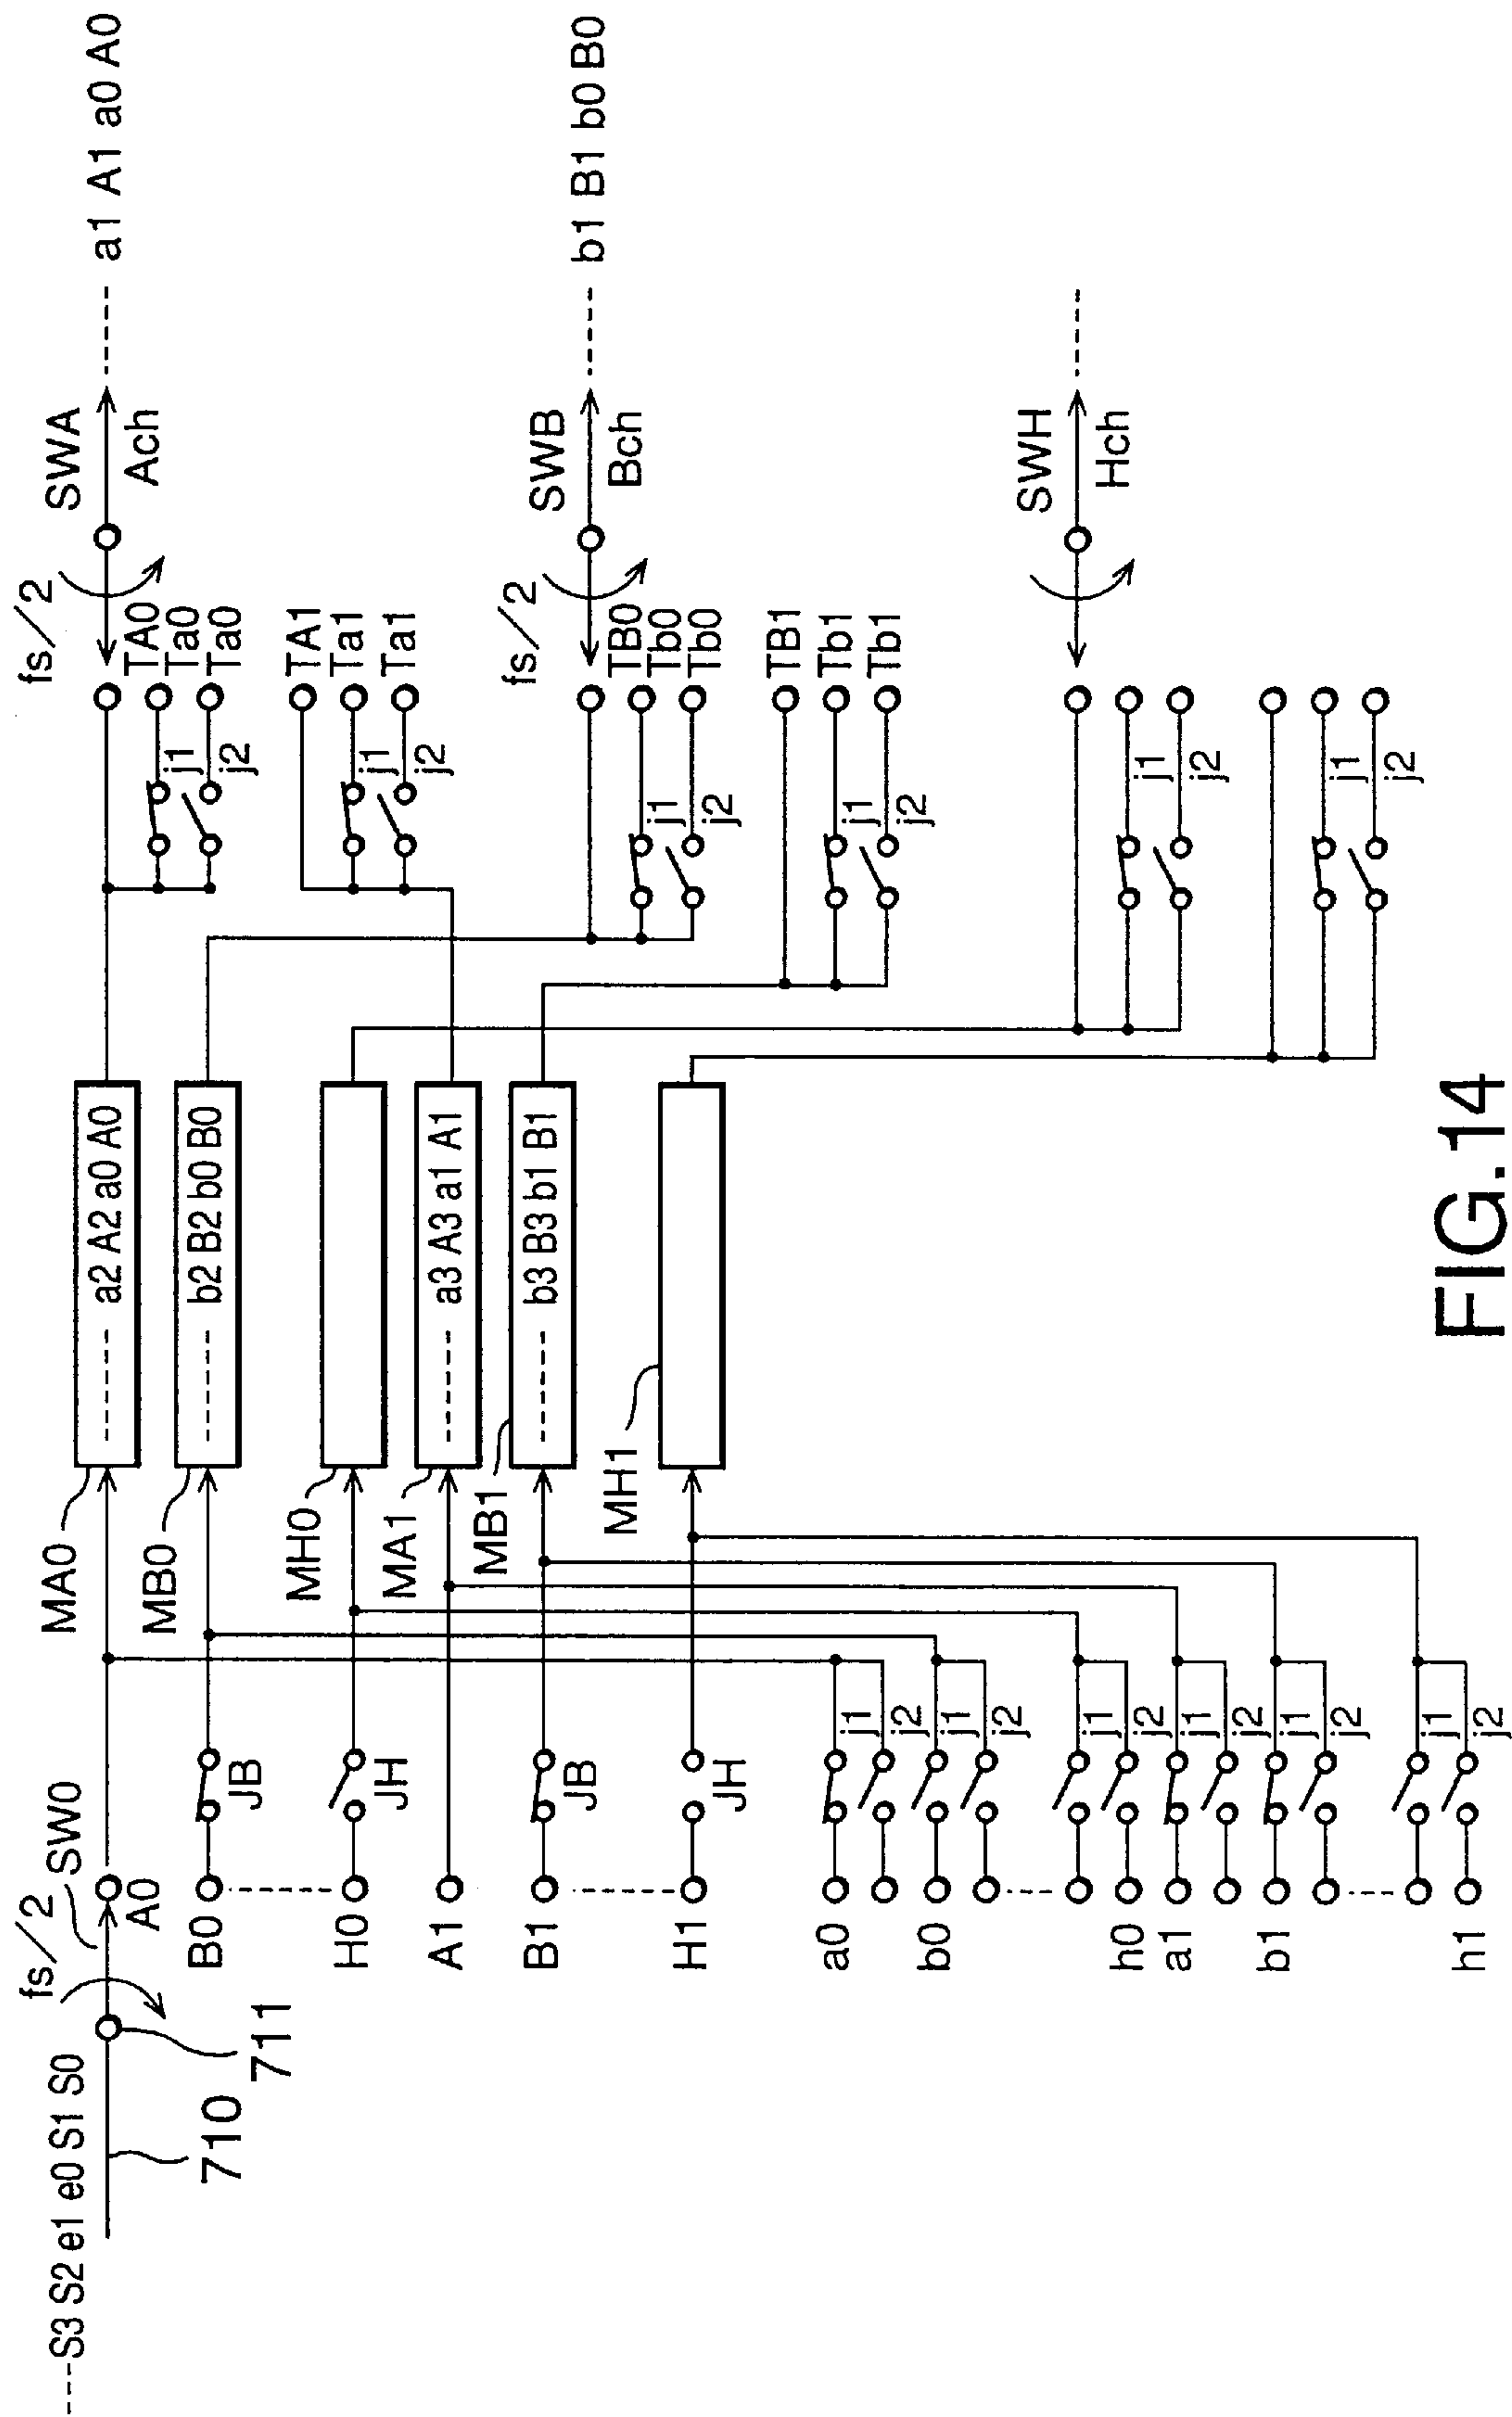 ----S3 S2 e1 e0 S1 S0
710
711
fs/2
SW0
A0
B0
JB
H0
JH
A1
B1
JB
H1
JH
a0
j1
j2
b0
j1
j2
h0
j1
j2
a1
j1
j2
b1
j1
j2
h1
j1
j2
MA0
------ a2 A2 a0 A0
MB0
------ b2 B2 b0 B0
MH0
MA1
------ a3 A3 a1 A1
MB1
------ b3 B3 b1 B1
MH1
fs/2
SWA
Ach
TA0
Ta0
Ta0
j1
j2
TA1
Ta1
Ta1
j1
j2
------ a1 A1 a0 A0
fs/2
SWB
Bch
TB0
Tb0
Tb0
j1
j2
TB1
Tb1
Tb1
j1
j2
------ b1 B1 b0 B0
SWH
Hch
j1
j2
j1
j2
FIG.14